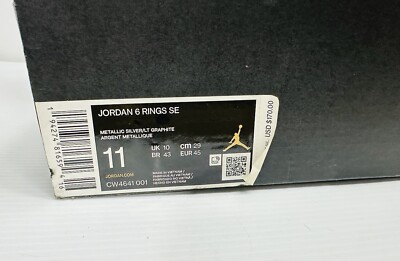 JORDAN 6 RINGS SE
METALLIC SILVER/LT GRAPHITE
ARGENT METALLIQUE
11
UK 10
cm 29
BR 43
EUR 45
JORDAN.COM
CW4641 001
USD $170.00